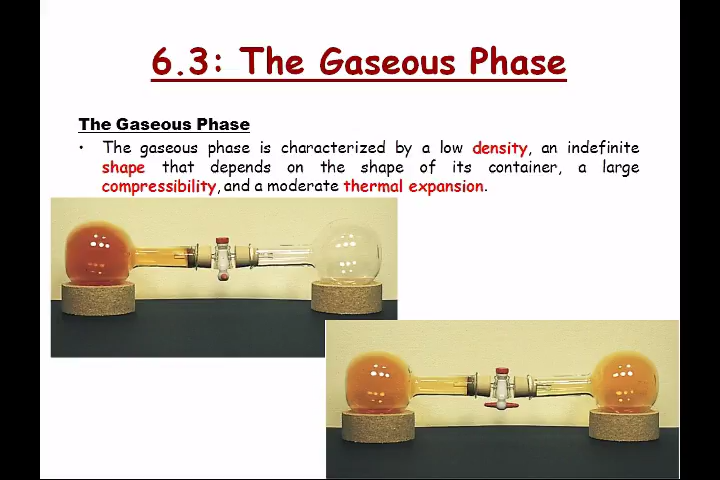 6.3: The Gaseous Phase
The Gaseous Phase
• The gaseous phase is characterized by a low density, an indefinite
shape that depends on the shape of its container, a large
compressibility, and a moderate thermal expansion.